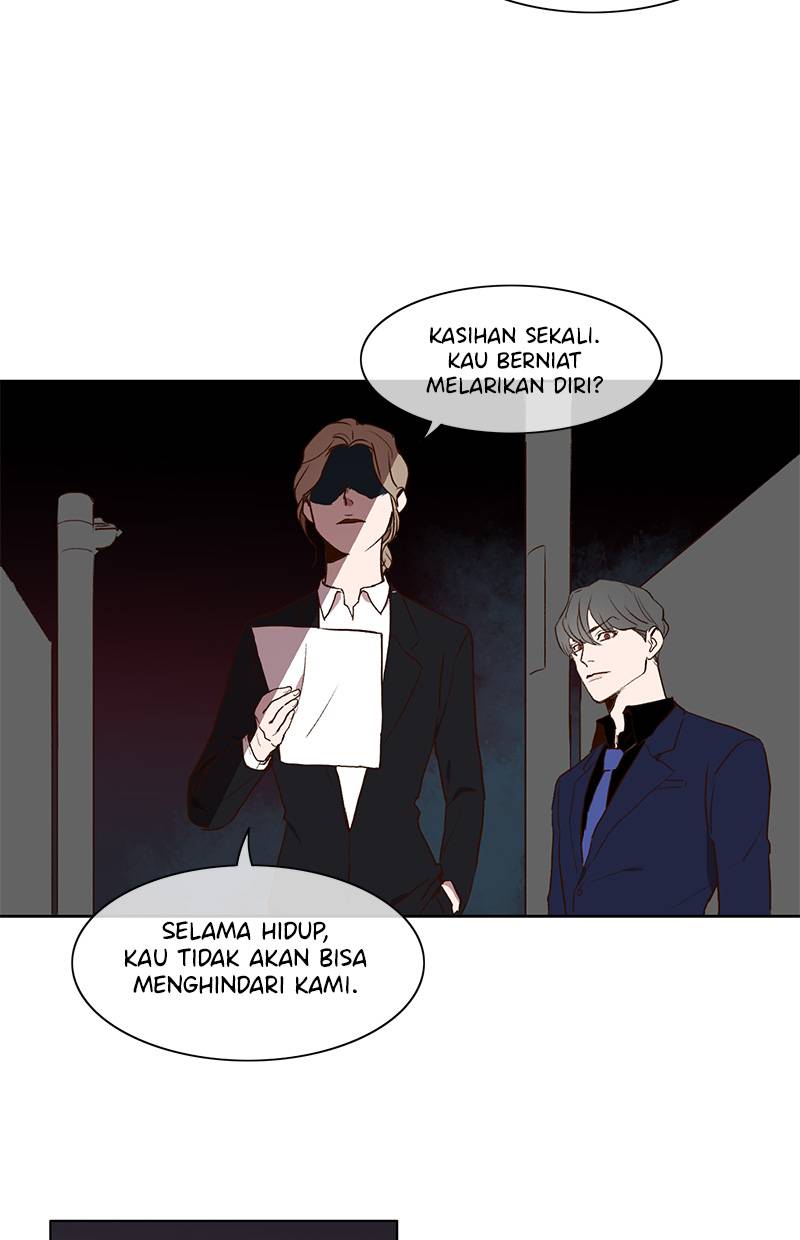 KASIHAN SEKALI.
KAU BERNIAT
MELARIKAN DIRI?
SELAMA HIDUP,
KAU TIDAK AKAN BISA
MENGHINDARI KAMI.